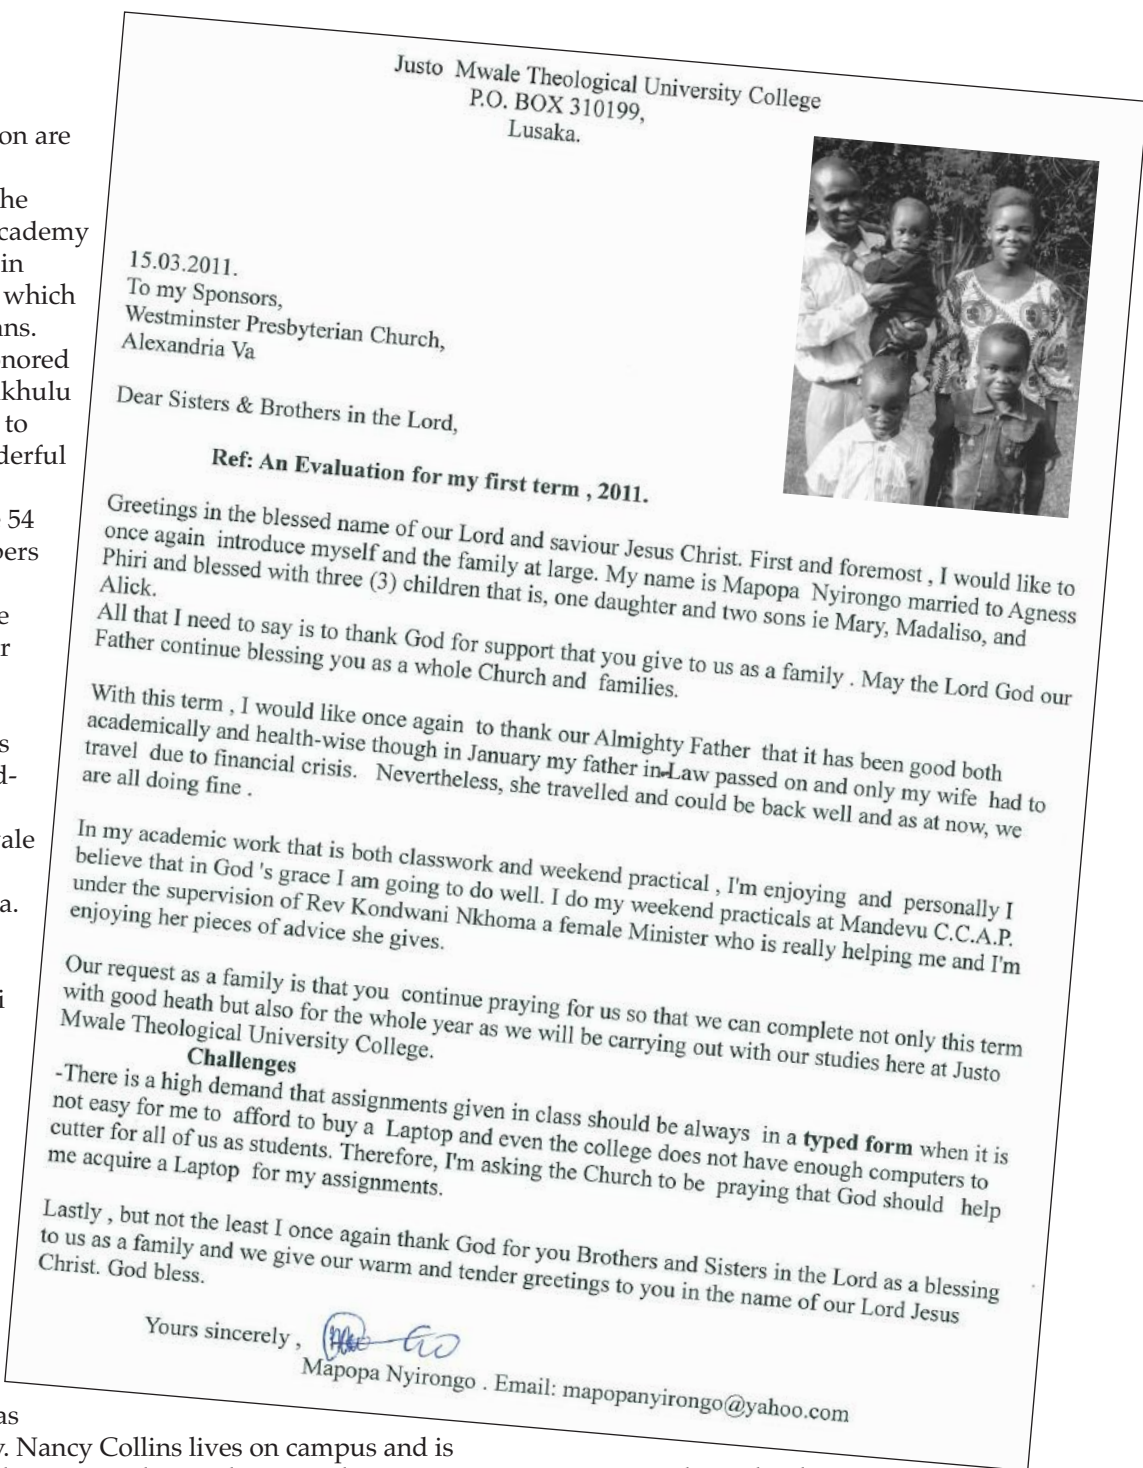 on are
he
cademy
in
which
ns.
nored
khulu
to
derful
54
bers
e
r
s
d-
ale
a.
i
Justo Mwale Theological University College
P.O. BOX 310199,
Lusaka.
15.03.2011.
To my Sponsors,
Westminster Presbyterian Church,
Alexandria Va
Dear Sisters & Brothers in the Lord,
Ref: An Evaluation for my first term , 2011.
Greetings in the blessed name of our Lord and saviour Jesus Christ. First and foremost , I would like to
once again introduce myself and the family at large. My name is Mapopa Nyirongo married to Agness
Phiri and blessed with three (3) children that is, one daughter and two sons ie Mary, Madaliso, and
Alick.
All that I need to say is to thank God for support that you give to us as a family . May the Lord God our
Father continue blessing you as a whole Church and families.
With this term , I would like once again to thank our Almighty Father that it has been good both
academically and health-wise though in January my father in-Law passed on and only my wife had to
travel due to financial crisis. Nevertheless, she travelled and could be back well and as at now, we
are all doing fine .
In my academic work that is both classwork and weekend practical , I'm enjoying and personally I
believe that in God 's grace I am going to do well. I do my weekend practicals at Mandevu C.C.A.P.
under the supervision of Rev Kondwani Nkhoma a female Minister who is really helping me and I'm
enjoying her pieces of advice she gives.
Our request as a family is that you continue praying for us so that we can complete not only this term
with good heath but also for the whole year as we will be carrying out with our studies here at Justo
Mwale Theological University College.
Challenges
-There is a high demand that assignments given in class should be always in a typed form when it is
not easy for me to afford to buy a Laptop and even the college does not have enough computers to
cutter for all of us as students. Therefore, I'm asking the Church to be praying that God should help
me acquire a Laptop for my assignments.
Lastly , but not the least I once again thank God for you Brothers and Sisters in the Lord as a blessing
to us as a family and we give our warm and tender greetings to you in the name of our Lord Jesus
Christ. God bless.
Yours sincerely ,
Mapopa Nyirongo . Email: mapopanyirongo@yahoo.com
as
. Nancy Collins lives on campus and is